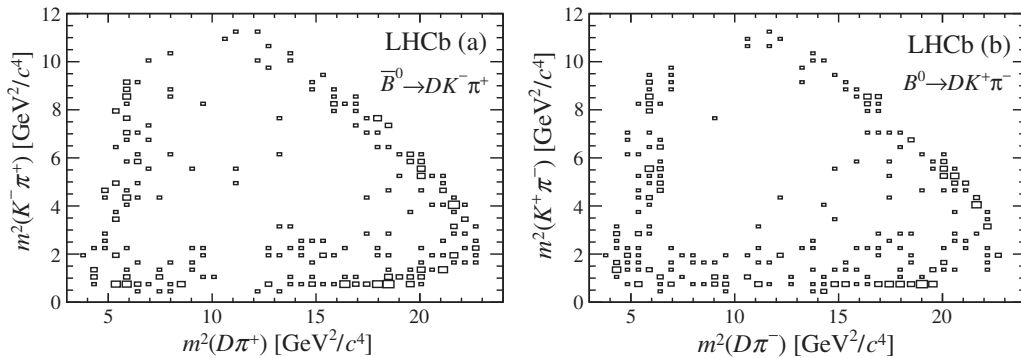 12
10
8
6
4
2
0
5
10
15
20
m²(K⁻π⁺) [GeV²/c⁴]
m²(Dπ⁺) [GeV²/c⁴]
LHCb (a)
B̅⁰→DK⁻π⁺
12
10
8
6
4
2
0
5
10
15
20
m²(K⁺π⁻) [GeV²/c⁴]
m²(Dπ⁻) [GeV²/c⁴]
LHCb (b)
B⁰→DK⁺π⁻